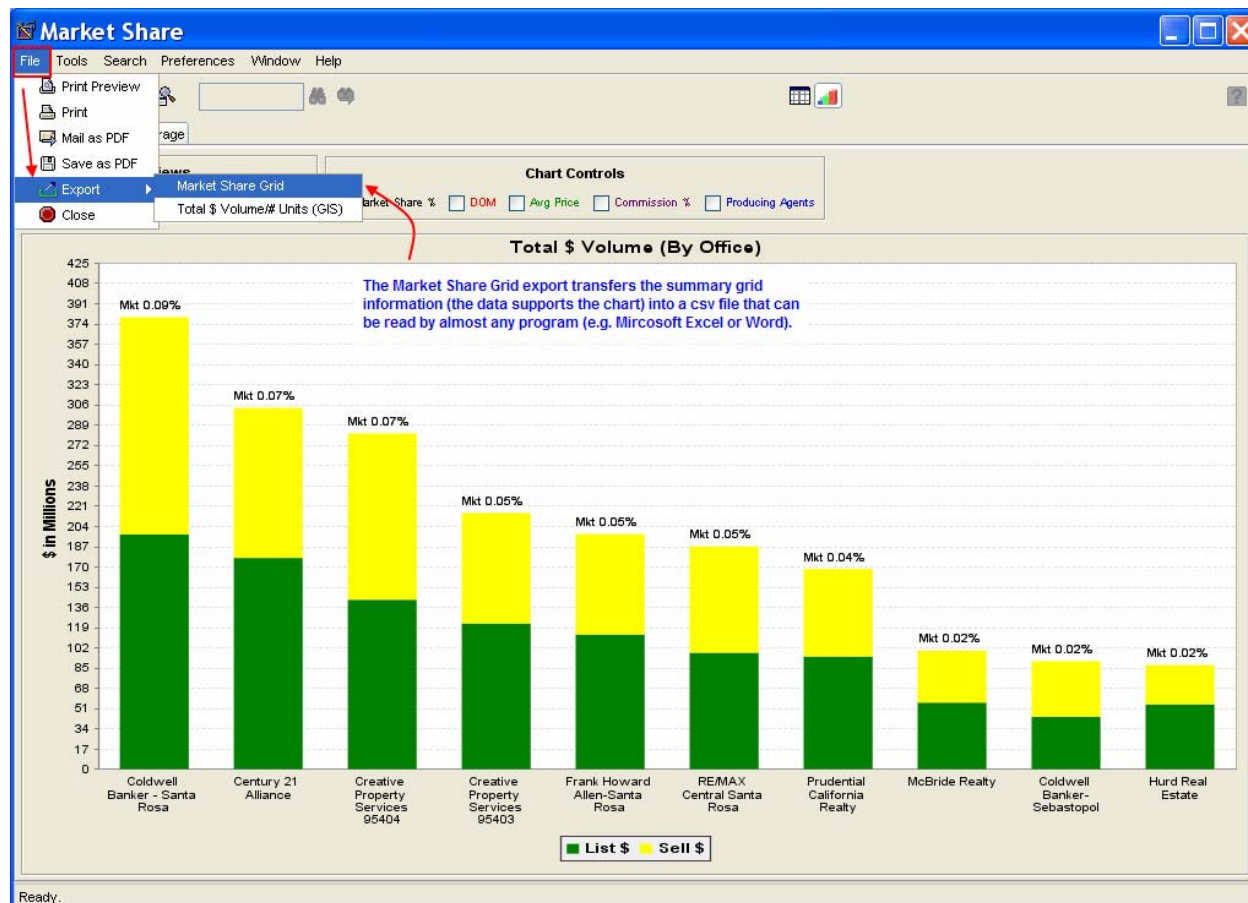 Market Share
File Tools Search Preferences Window Help
Print Preview
Print
Mail as PDF
Save as PDF
Export
Close
Market Share Grid
Total $ Volume/# Units (GIS)
Chart Controls
Market Share % DOM Avg Price Commission % Producing Agents
Total $ Volume (By Office)
The Market Share Grid export transfers the summary grid
information (the data supports the chart) into a csv file that can
be read by almost any program (e.g. Mircosoft Excel or Word).
$ in Millions
425
408
391
374
357
340
323
306
289
272
255
238
221
204
187
170
153
136
119
102
85
68
51
34
17
0
Mkt 0.09%
Mkt 0.07%
Mkt 0.07%
Mkt 0.05%
Mkt 0.05%
Mkt 0.05%
Mkt 0.04%
Mkt 0.02%
Mkt 0.02%
Mkt 0.02%
Coldwell
Banker - Santa
Rosa
Century 21
Alliance
Creative
Property
Services
95404
Creative
Property
Services
95403
Frank Howard
Allen-Santa
Rosa
RE/MAX
Central Santa
Rosa
Prudential
California
Realty
McBride Realty
Coldwell
Banker-
Sebastopol
Hurd Real
Estate
List $ Sell $
Ready.